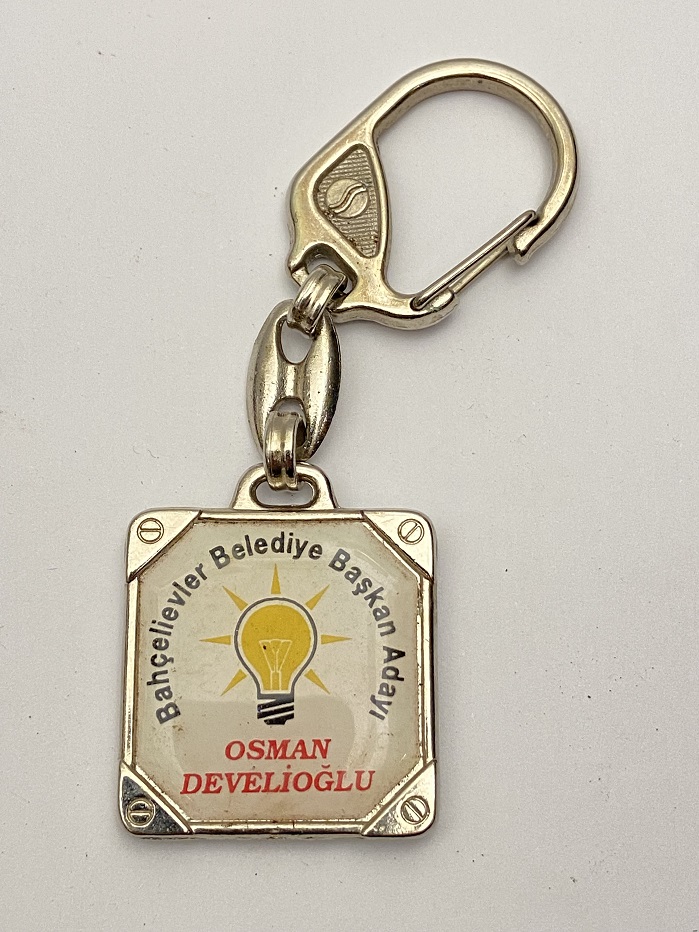 Bahçelievler Belediye Başkan Adayı
OSMAN
DEVELİOĞLU